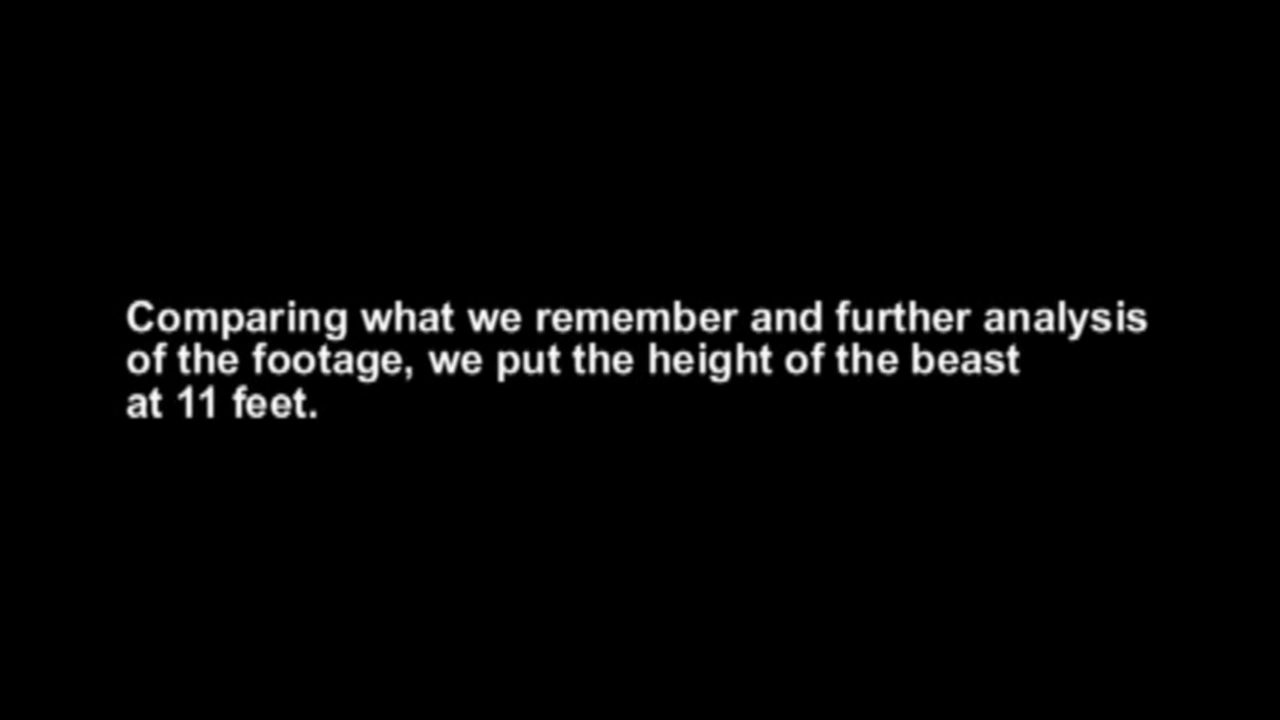 Comparing what we remember and further analysis
of the footage, we put the height of the beast
at 11 feet.